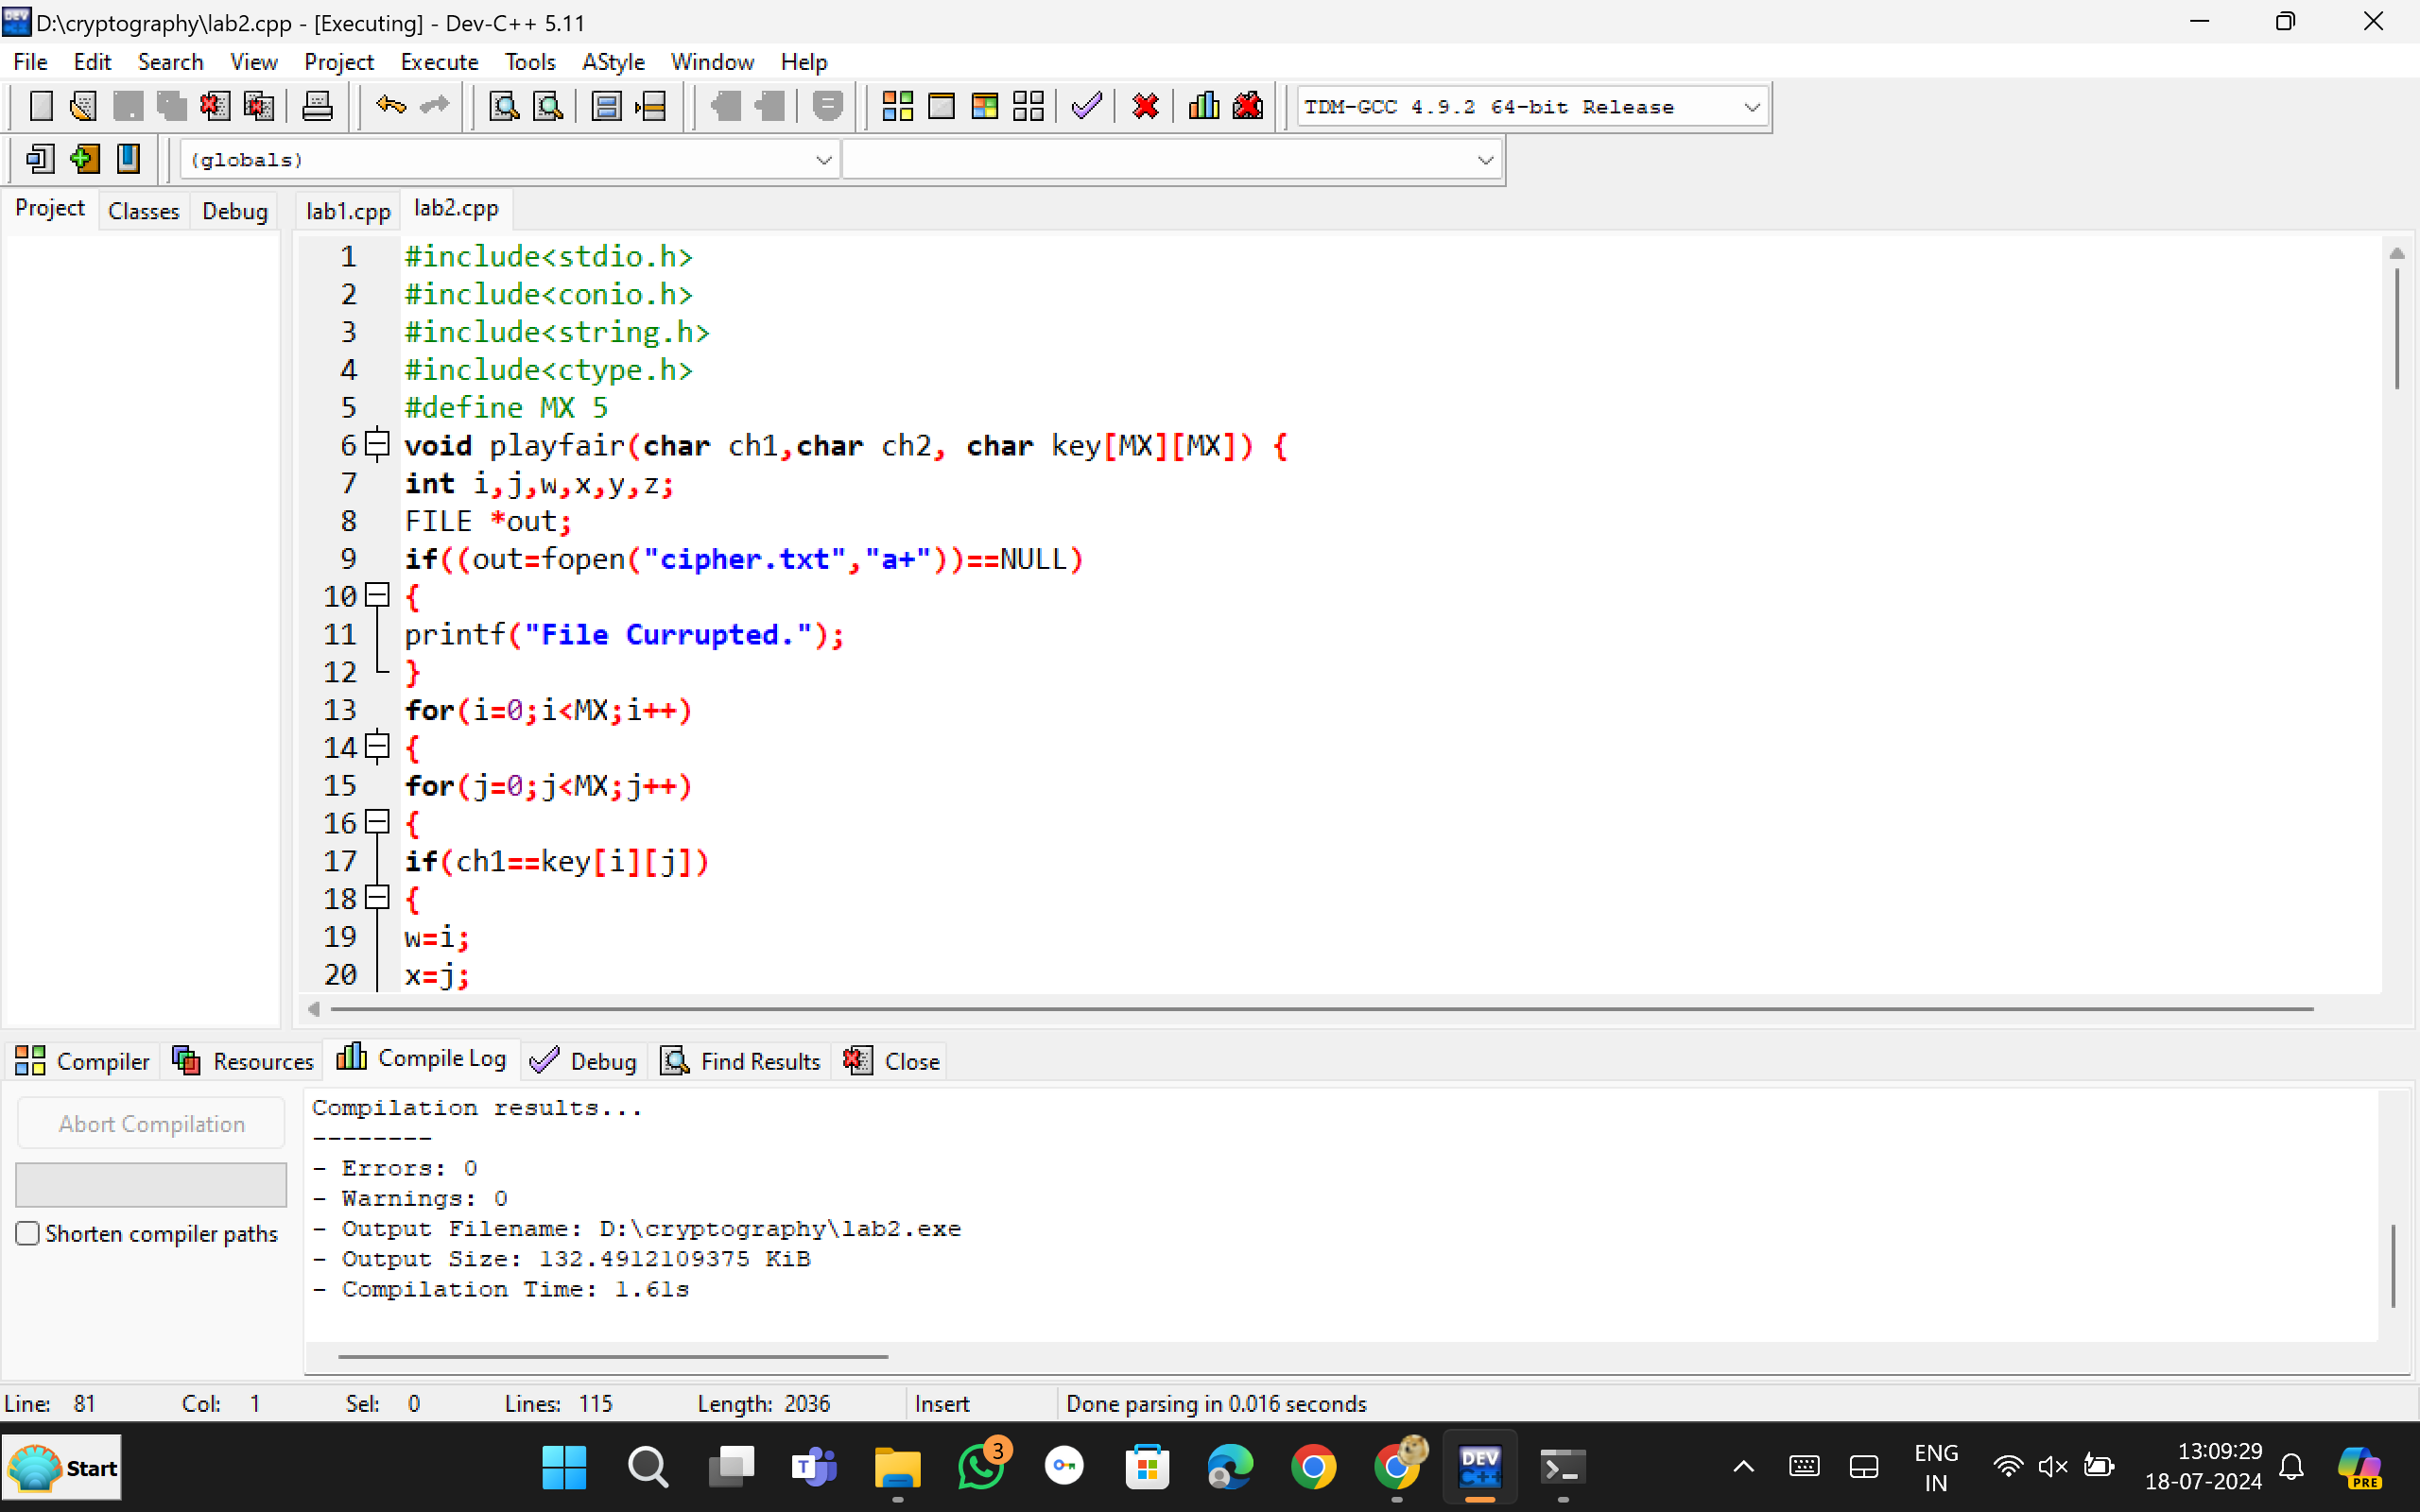 D:\cryptography\lab2.cpp - [Executing] - Dev-C++ 5.11
File Edit Search View Project Execute Tools AStyle Window Help
TDM-GCC 4.9.2 64-bit Release
(globals)
Project Classes Debug lab1.cpp lab2.cpp
1 #include<stdio.h>
2 #include<conio.h>
3 #include<string.h>
4 #include<ctype.h>
5 #define MX 5
6 void playfair(char ch1,char ch2, char key[MX][MX]) {
7 int i,j,w,x,y,z;
8 FILE *out;
9 if((out=fopen("cipher.txt","a+"))==NULL)
10 {
11 printf("File Currupted.");
12 }
13 for(i=0;i<MX;i++)
14 {
15 for(j=0;j<MX;j++)
16 {
17 if(ch1==key[i][j])
18 {
19 w=i;
20 x=j;
Compiler Resources Compile Log Debug Find Results Close
Abort Compilation
Shorten compiler paths
Compilation results...
--------
- Errors: 0
- Warnings: 0
- Output Filename: D:\cryptography\lab2.exe
- Output Size: 132.4912109375 KiB
- Compilation Time: 1.61s
Line: 81 Col: 1 Sel: 0 Lines: 115 Length: 2036 Insert Done parsing in 0.016 seconds
Start
3
T
DEV C++
ENG
IN
13:09:29
18-07-2024
PRE